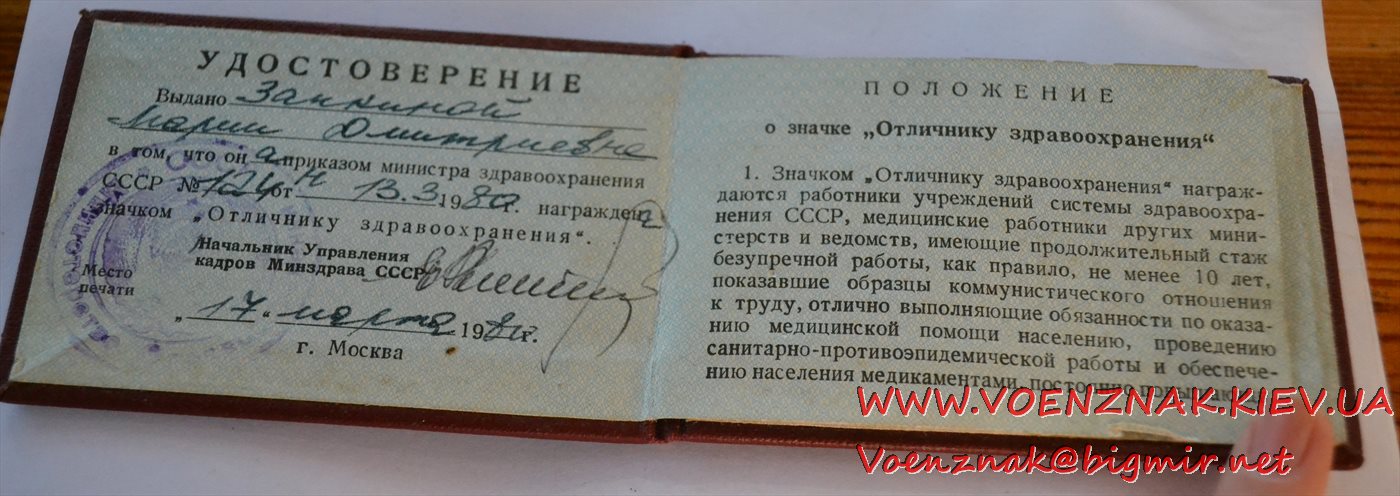 УДОСТОВЕРЕНИЕ
Выдано Занкиной
Марии Дмитриевне
в том, что он а приказом министра здравоохранения
СССР № 124 н от 13.3 1980 г. награжден а
значком „Отличнику здравоохранения“.
Начальник Управления
кадров Минздрава СССР
Место
печати
„17“ марта 1980 г.
г. Москва
ПОЛОЖЕНИЕ
о значке „Отличнику здравоохранения“
1. Значком „Отличнику здравоохранения“ награж-
даются работники учреждений системы здравоохра-
нения СССР, медицинские работники других мини-
стерств и ведомств, имеющие продолжительный стаж
безупречной работы, как правило, не менее 10 лет,
показавшие образцы коммунистического отношения
к труду, отлично выполняющие обязанности по оказа-
нию медицинской помощи населению, проведению
санитарно-противоэпидемической работы и обеспече-
нию населения медикаментами, постоянно
WWW.VOENZNAK.KIEV.UA
Voenznak@bigmir.net